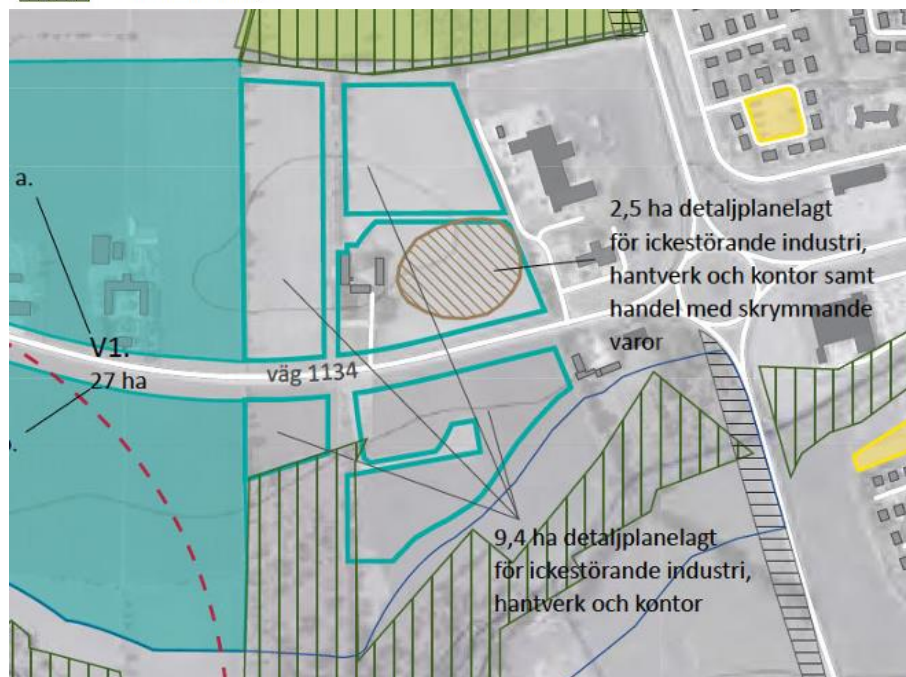 a.
2,5 ha detaljplanelagt
för ickestörande industri,
hantverk och kontor samt
handel med skrymmande
varor
V1.
27 ha
väg 1134
9,4 ha detaljplanelagt
för ickestörande industri,
hantverk och kontor